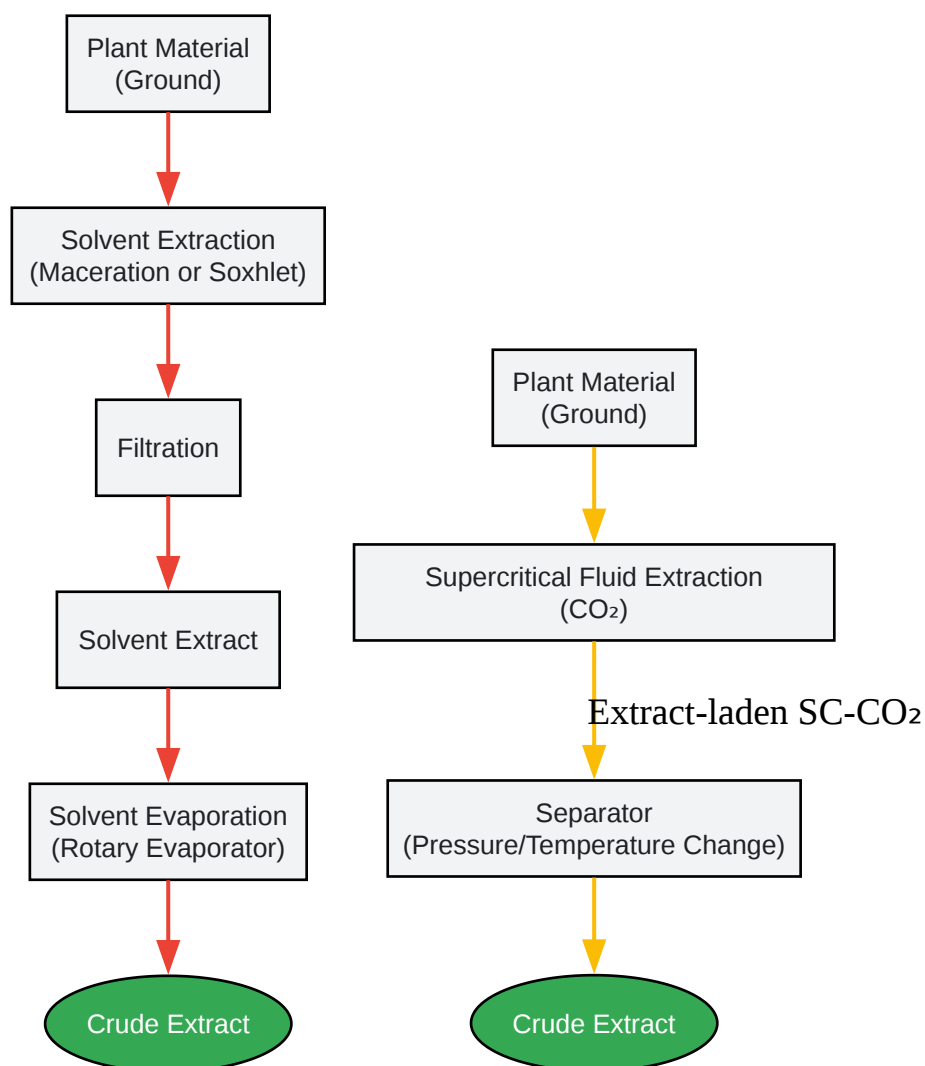 Plant Material
(Ground)
Solvent Extraction
(Maceration or Soxhlet)
Filtration
Solvent Extract
Solvent Evaporation
(Rotary Evaporator)
Crude Extract
Plant Material
(Ground)
Supercritical Fluid Extraction
(CO₂)
Extract-laden SC-CO₂
Separator
(Pressure/Temperature Change)
Crude Extract